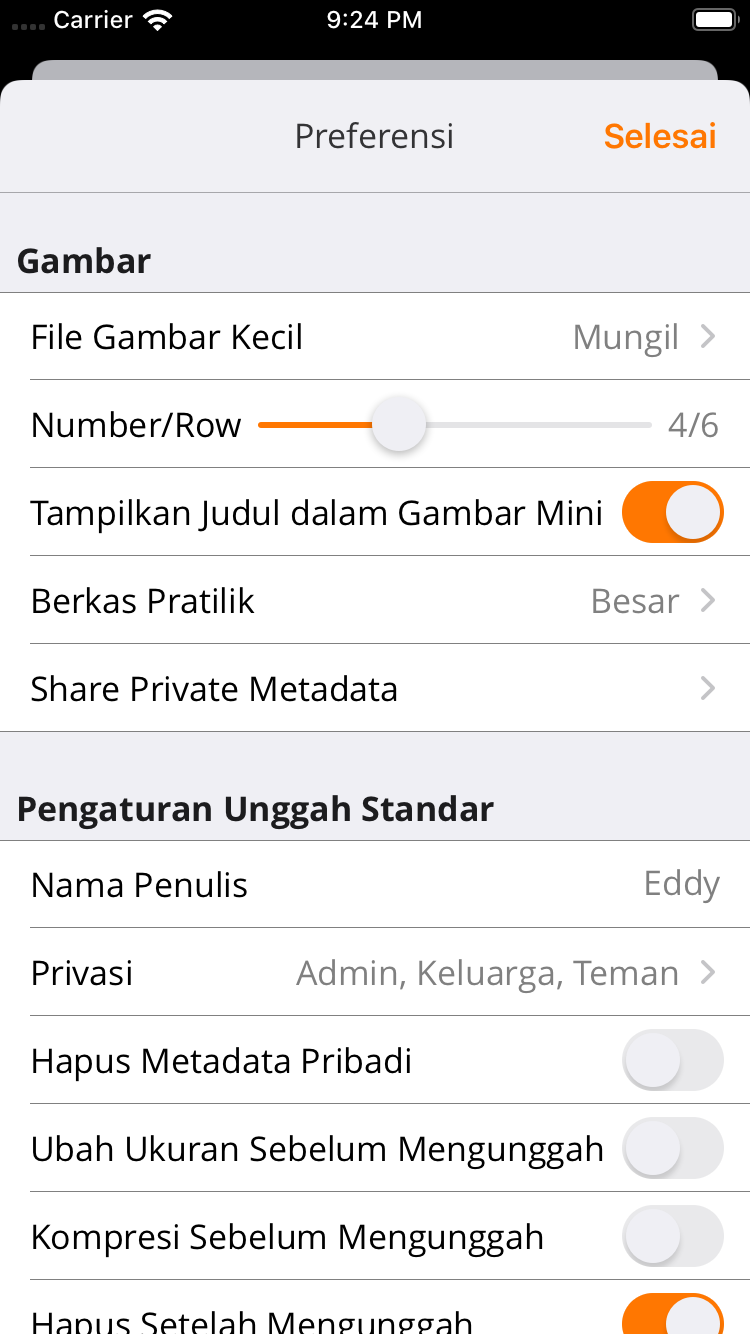 Carrier 9:24 PM
Preferensi Selesai
Gambar
File Gambar Kecil Mungil
Number/Row 4/6
Tampilkan Judul dalam Gambar Mini
Berkas Pratilik Besar
Share Private Metadata
Pengaturan Unggah Standar
Nama Penulis Eddy
Privasi Admin, Keluarga, Teman
Hapus Metadata Pribadi
Ubah Ukuran Sebelum Mengunggah
Kompresi Sebelum Mengunggah
Hapus Setelah Mengunggah